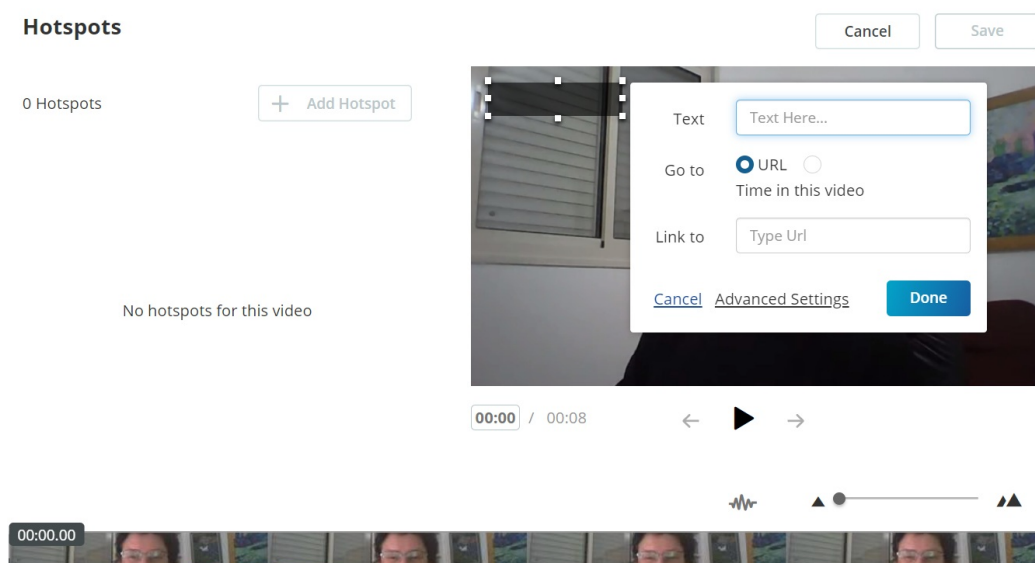 Hotspots
Cancel Save
0 Hotspots + Add Hotspot
Text Text Here...
Go to URL
Time in this video
Link to Type Url
No hotspots for this video
Cancel Advanced Settings Done
00:00 / 00:08
00:00.00